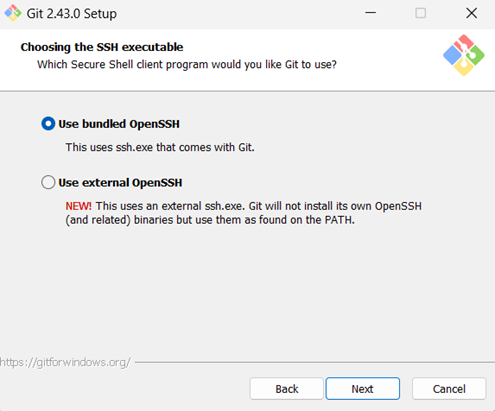 Git 2.43.0 Setup
Choosing the SSH executable
Which Secure Shell client program would you like Git to use?
Use bundled OpenSSH
This uses ssh.exe that comes with Git.
Use external OpenSSH
NEW! This uses an external ssh.exe. Git will not install its own OpenSSH
(and related) binaries but use them as found on the PATH.
https://gitforwindows.org/
Back
Next
Cancel